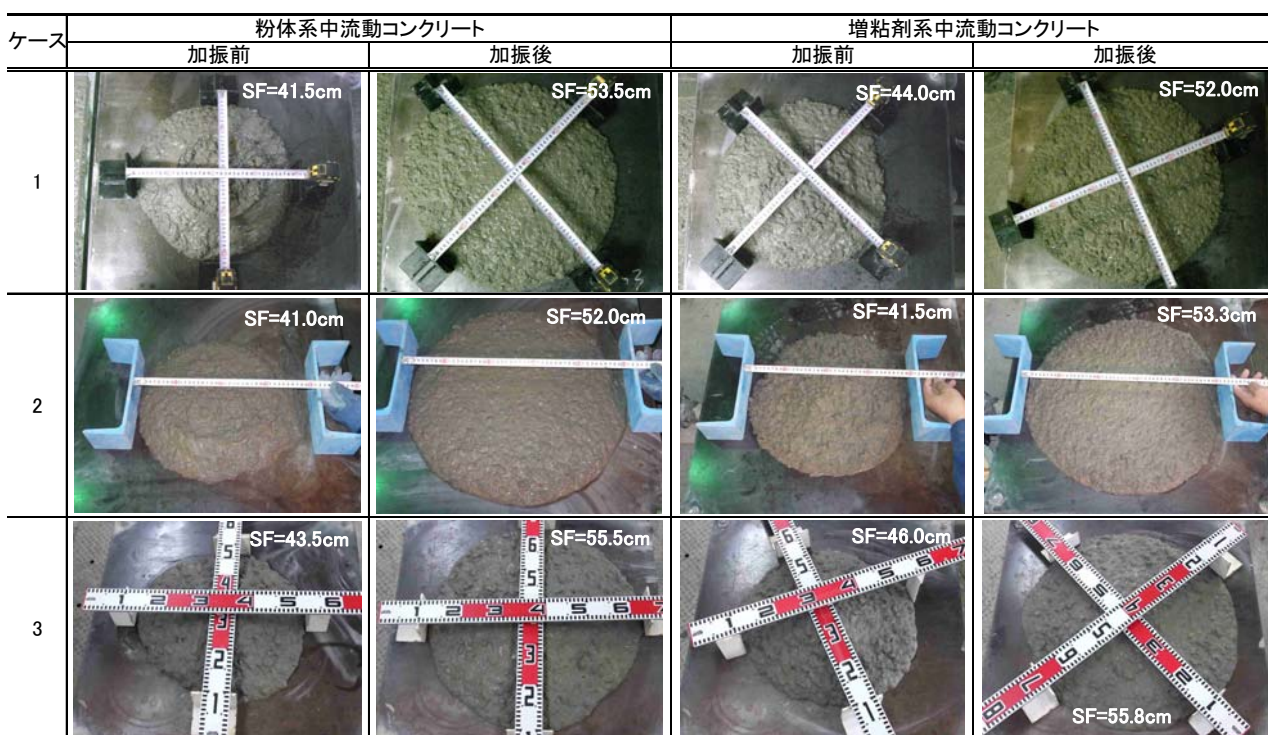 ケース 粉体系中流動コンクリート 増粘剤系中流動コンクリート
加振前 加振後 加振前 加振後
1 SF=41.5cm SF=53.5cm SF=44.0cm SF=52.0cm
2 SF=41.0cm SF=52.0cm SF=41.5cm SF=53.3cm
3 SF=43.5cm SF=55.5cm SF=46.0cm SF=55.8cm